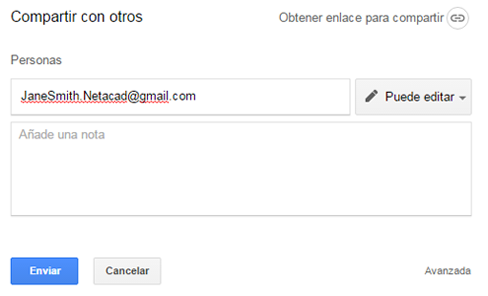 Compartir con otros
Obtener enlace para compartir
Personas
JaneSmith.Netacad@gmail.com
Puede editar
Añade una nota
Enviar
Cancelar
Avanzada